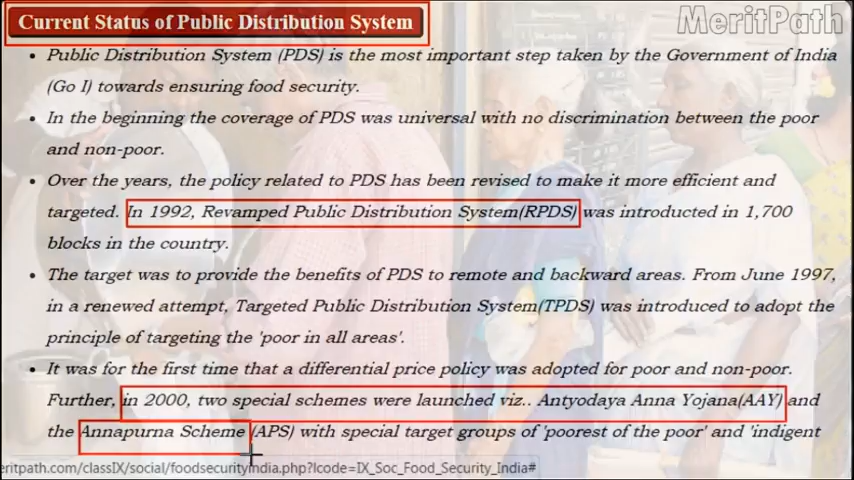 Current Status of Public Distribution System
MeritPath
• Public Distribution System (PDS) is the most important step taken by the Government of India
(Go I) towards ensuring food security.
• In the beginning the coverage of PDS was universal with no discrimination between the poor
and non-poor.
• Over the years, the policy related to PDS has been revised to make it more efficient and
targeted. In 1992, Revamped Public Distribution System(RPDS) was introduced in 1,700
blocks in the country.
• The target was to provide the benefits of PDS to remote and backward areas. From June 1997,
in a renewed attempt, Targeted Public Distribution System(TPDS) was introduced to adopt the
principle of targeting the 'poor in all areas'.
• It was for the first time that a differential price policy was adopted for poor and non-poor.
Further, in 2000, two special schemes were launched viz.. Antyodaya Anna Yojana(AAY) and
the Annapurna Scheme (APS) with special target groups of 'poorest of the poor' and 'indigent
eritpath.com/classIX/social/foodsecurityindia.php?lcode=IX_Soc_Food_Security_India#